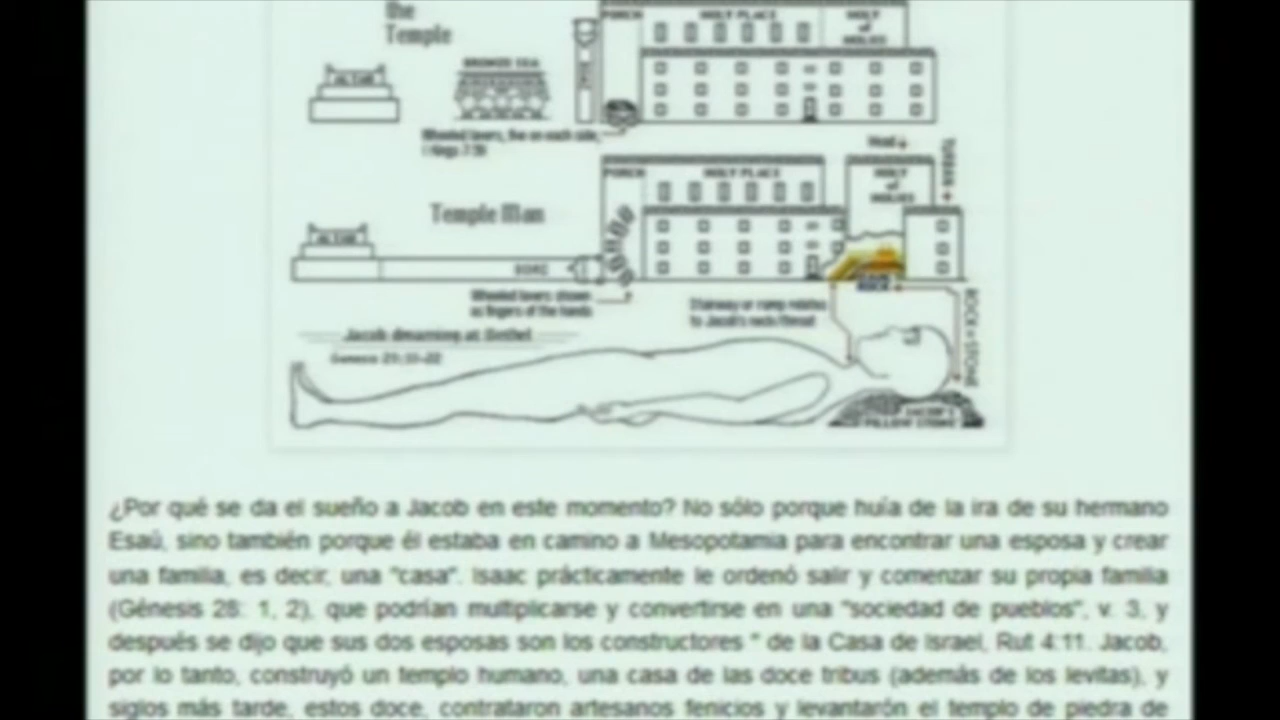 the
Temple
PORCH
HOLY PLACE
HOLY
of
HOLIES
ALTAR
BRONZE SEA
Wheeled lavers, five on each side,
I Kings 7:39
Head
TURBAN
PORCH
HOLY PLACE
HOLY
of
HOLIES
Temple Man
ALTAR
ROCK
Wheeled lavers shown
as fingers of the hands
Stairway or ramp relates
to Jacob's neck/throat
ROCK = STONE
Jacob dreaming at Bethel
Genesis
JACOB'S
PILLOW STONE
¿Por qué se da el sueño a Jacob en este momento? No sólo porque huía de la ira de su hermano
Esaú, sino también porque él estaba en camino a Mesopotamia para encontrar una esposa y crear
una familia, es decir, una "casa". Isaac prácticamente le ordenó salir y comenzar su propia familia
(Génesis 28: 1, 2), que podrían multiplicarse y convertirse en una "sociedad de pueblos", v. 3, y
después se dijo que sus dos esposas son los constructores " de la Casa de Israel, Rut 4:11. Jacob,
por lo tanto, construyó un templo humano, una casa de las doce tribus (además de los levitas), y
siglos más tarde, estos doce, contrataron artesanos fenicios y levantarón el templo de piedra de